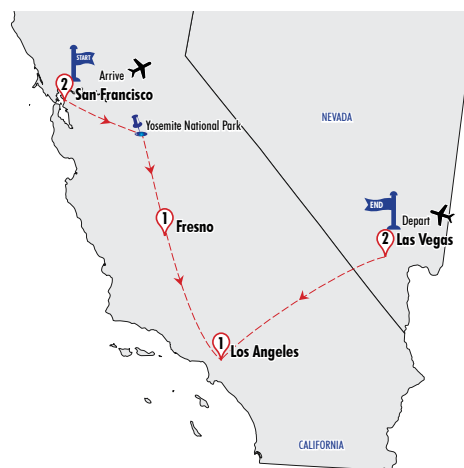 START
Arrive
2
San Francisco
Yosemite National Park
NEVADA
1
Fresno
END
Depart
2
Las Vegas
1
Los Angeles
CALIFORNIA